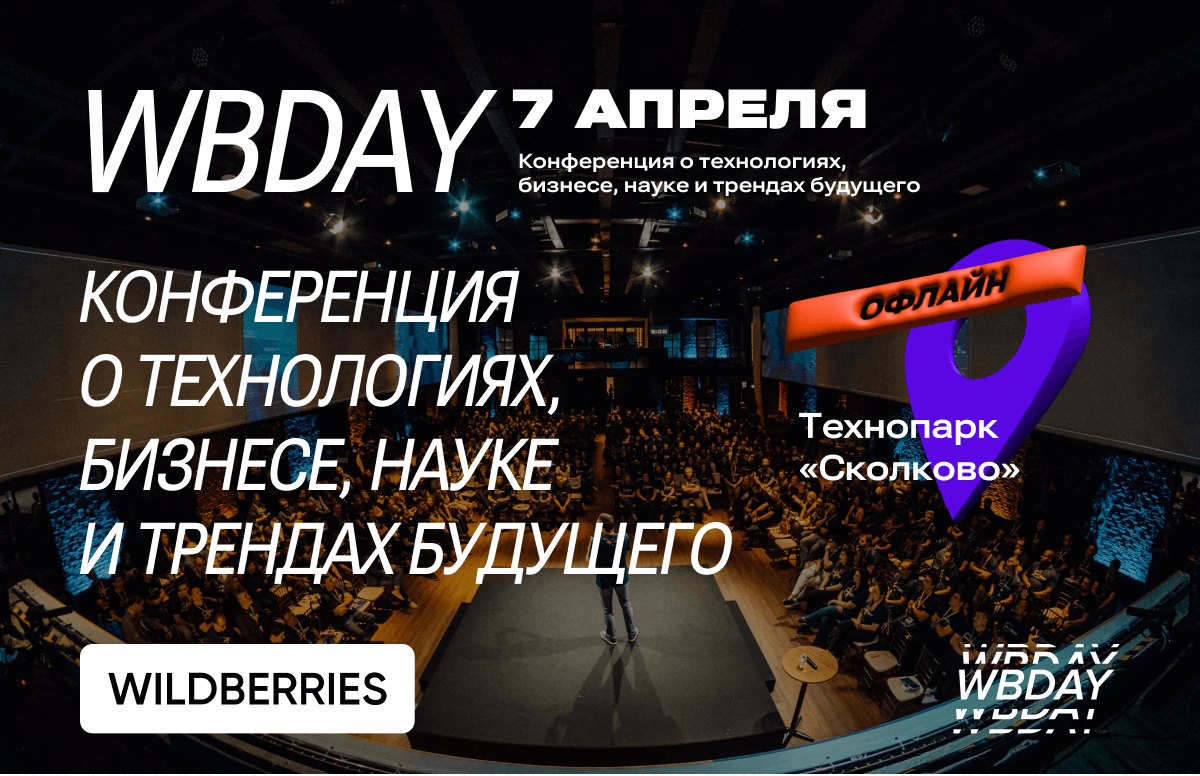 WBDAY
7 АПРЕЛЯ
Конференция о технологиях,
бизнесе, науке и трендах будущего
КОНФЕРЕНЦИЯ
О ТЕХНОЛОГИЯХ,
БИЗНЕСЕ, НАУКЕ
И ТРЕНДАХ БУДУЩЕГО
ОФЛАЙН
Технопарк
«Сколково»
WILDBERRIES
WBDAY
WBDAY
WBDAY